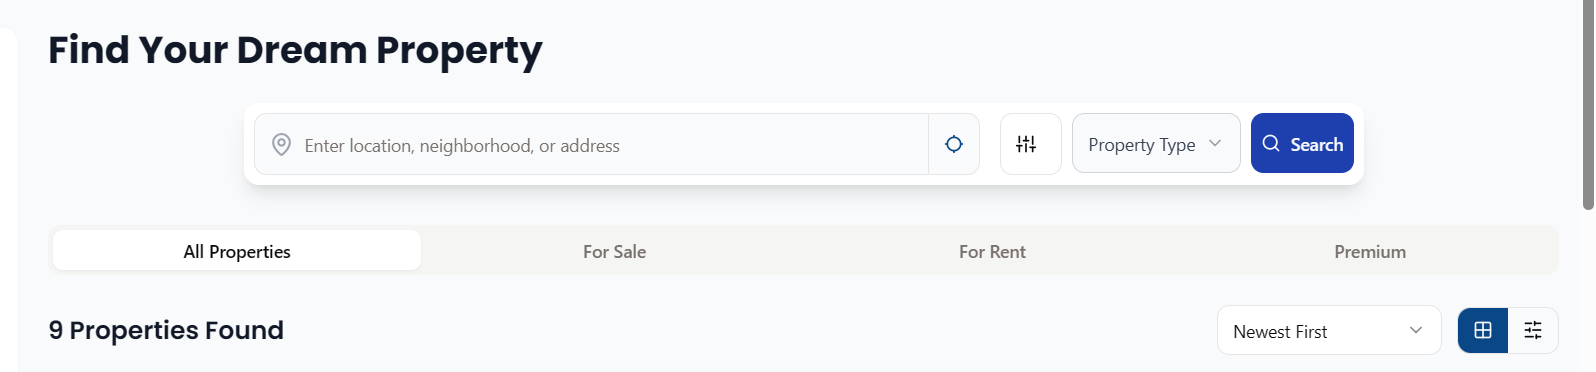 Find Your Dream Property
Enter location, neighborhood, or address
Property Type
Search
All Properties
For Sale
For Rent
Premium
9 Properties Found
Newest First